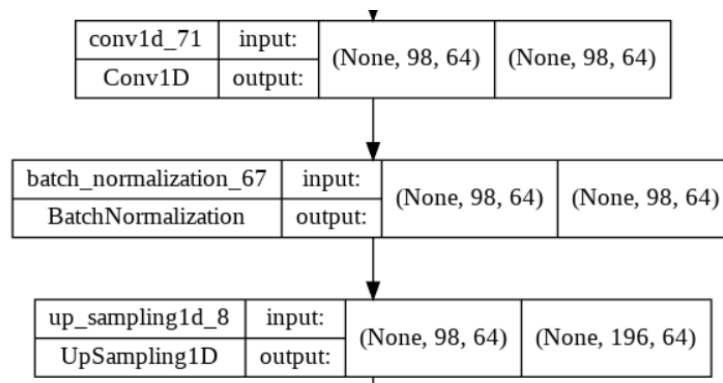 conv1d_71 input: (None, 98, 64) (None, 98, 64)
Conv1D output:
batch_normalization_67 input: (None, 98, 64) (None, 98, 64)
BatchNormalization output:
up_sampling1d_8 input: (None, 98, 64) (None, 196, 64)
UpSampling1D output: